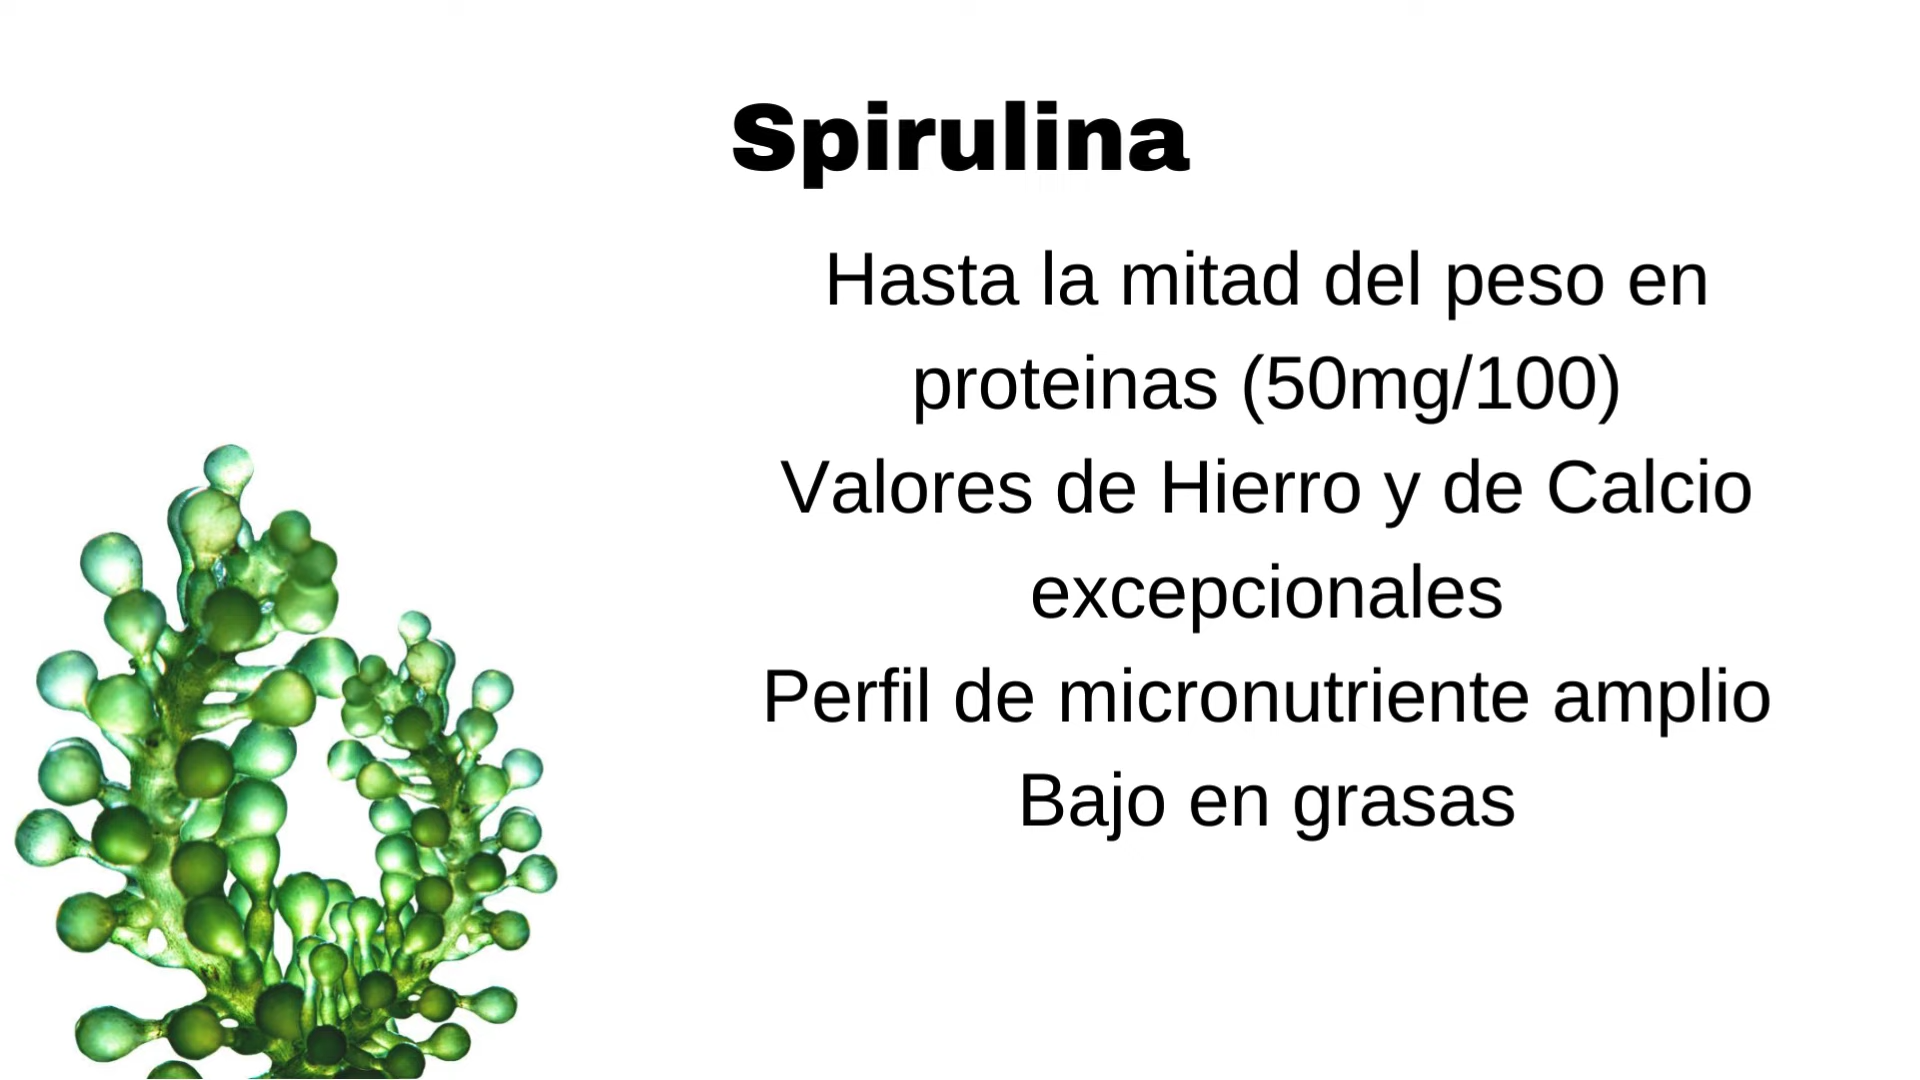 Spirulina
Hasta la mitad del peso en
proteinas (50mg/100)
Valores de Hierro y de Calcio
excepcionales
Perfil de micronutriente amplio
Bajo en grasas